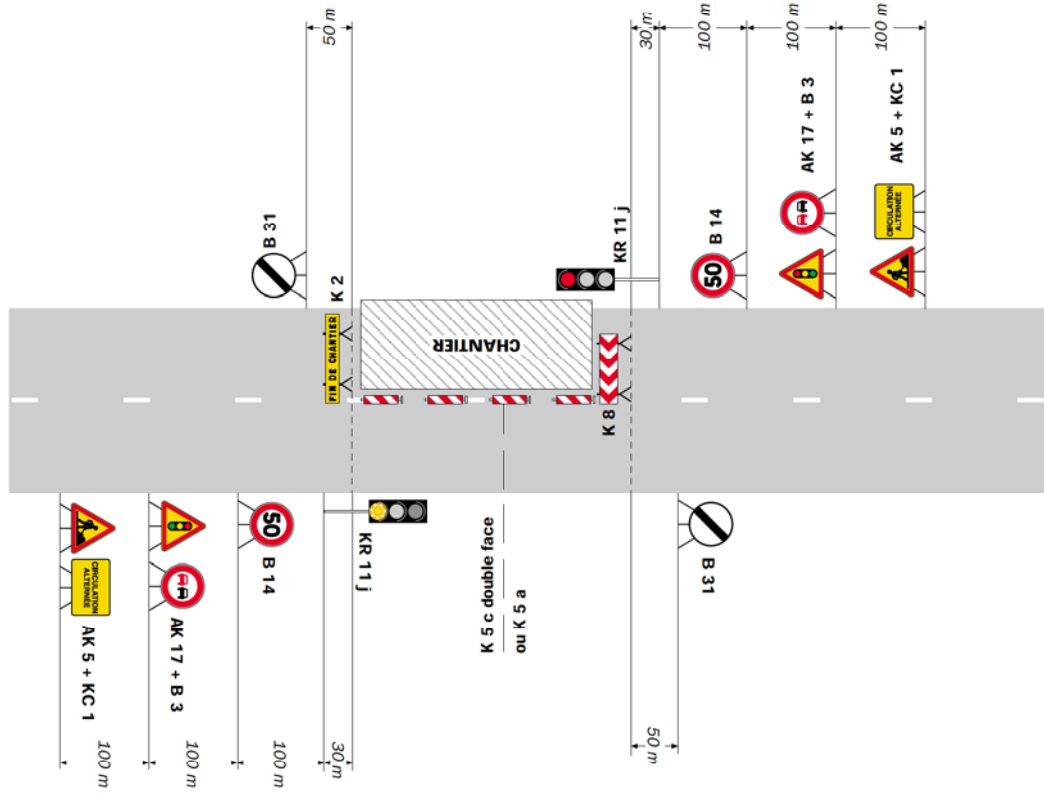 50 m
30 m
100 m
100 m
100 m
AK 5 + KC 1
AK 17 + B 3
B 14
KR 11 j
B 31
K 2
CIRCULATION
ALTERNÉE
50
FIN DE CHANTIER
CHANTIER
K 8
KR 11 j
K 5 c double face
ou K 5 a
50
B 14
B 31
CIRCULATION
ALTERNÉE
AK 17 + B 3
AK 5 + KC 1
100 m
100 m
100 m
30 m
50 m